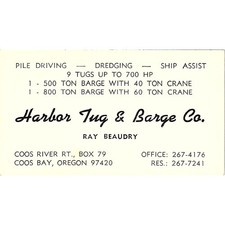 PILE DRIVING — DREDGING — SHIP ASSIST
9 TUGS UP TO 700 HP
1 - 500 TON BARGE WITH 40 TON CRANE
1 - 800 TON BARGE WITH 60 TON CRANE
Harbor Tug & Barge Co.
RAY BEAUDRY
COOS RIVER RT., BOX 79 OFFICE: 267-4176
COOS BAY, OREGON 97420 RES.: 267-7241